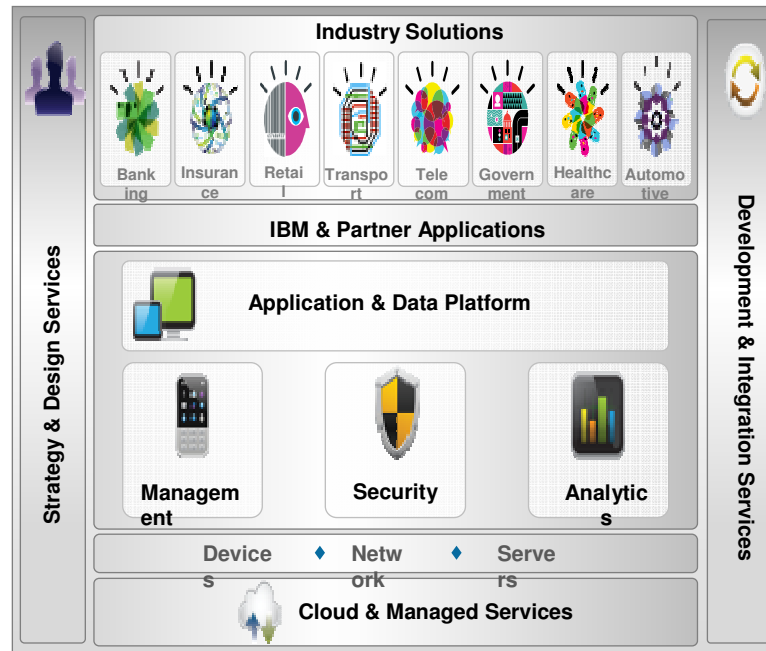 Industry Solutions
Bank
ing
Insuran
ce
Retai
l
Transpo
rt
Tele
com
Govern
ment
Healthc
are
Automo
tive
IBM & Partner Applications
Application & Data Platform
Managem
ent
Security
Analytic
s
Device
s
♦
Netw
ork
♦
Serve
rs
Cloud & Managed Services
Strategy & Design Services
Development & Integration Services